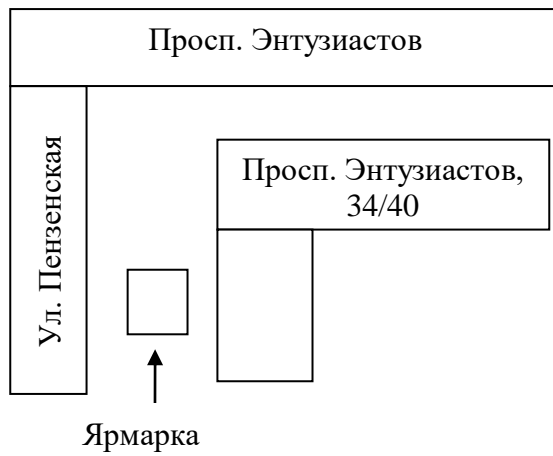 Просп. Энтузиастов
Просп. Энтузиастов,
34/40
Ул. Пензенская
Ярмарка